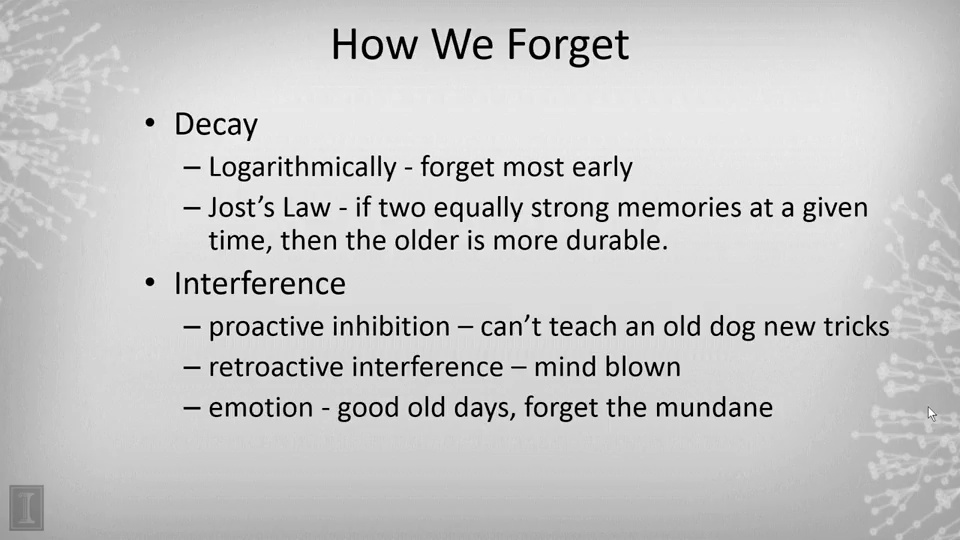 How We Forget
• Decay
– Logarithmically - forget most early
– Jost’s Law - if two equally strong memories at a given
time, then the older is more durable.
• Interference
– proactive inhibition – can’t teach an old dog new tricks
– retroactive interference – mind blown
– emotion - good old days, forget the mundane
I